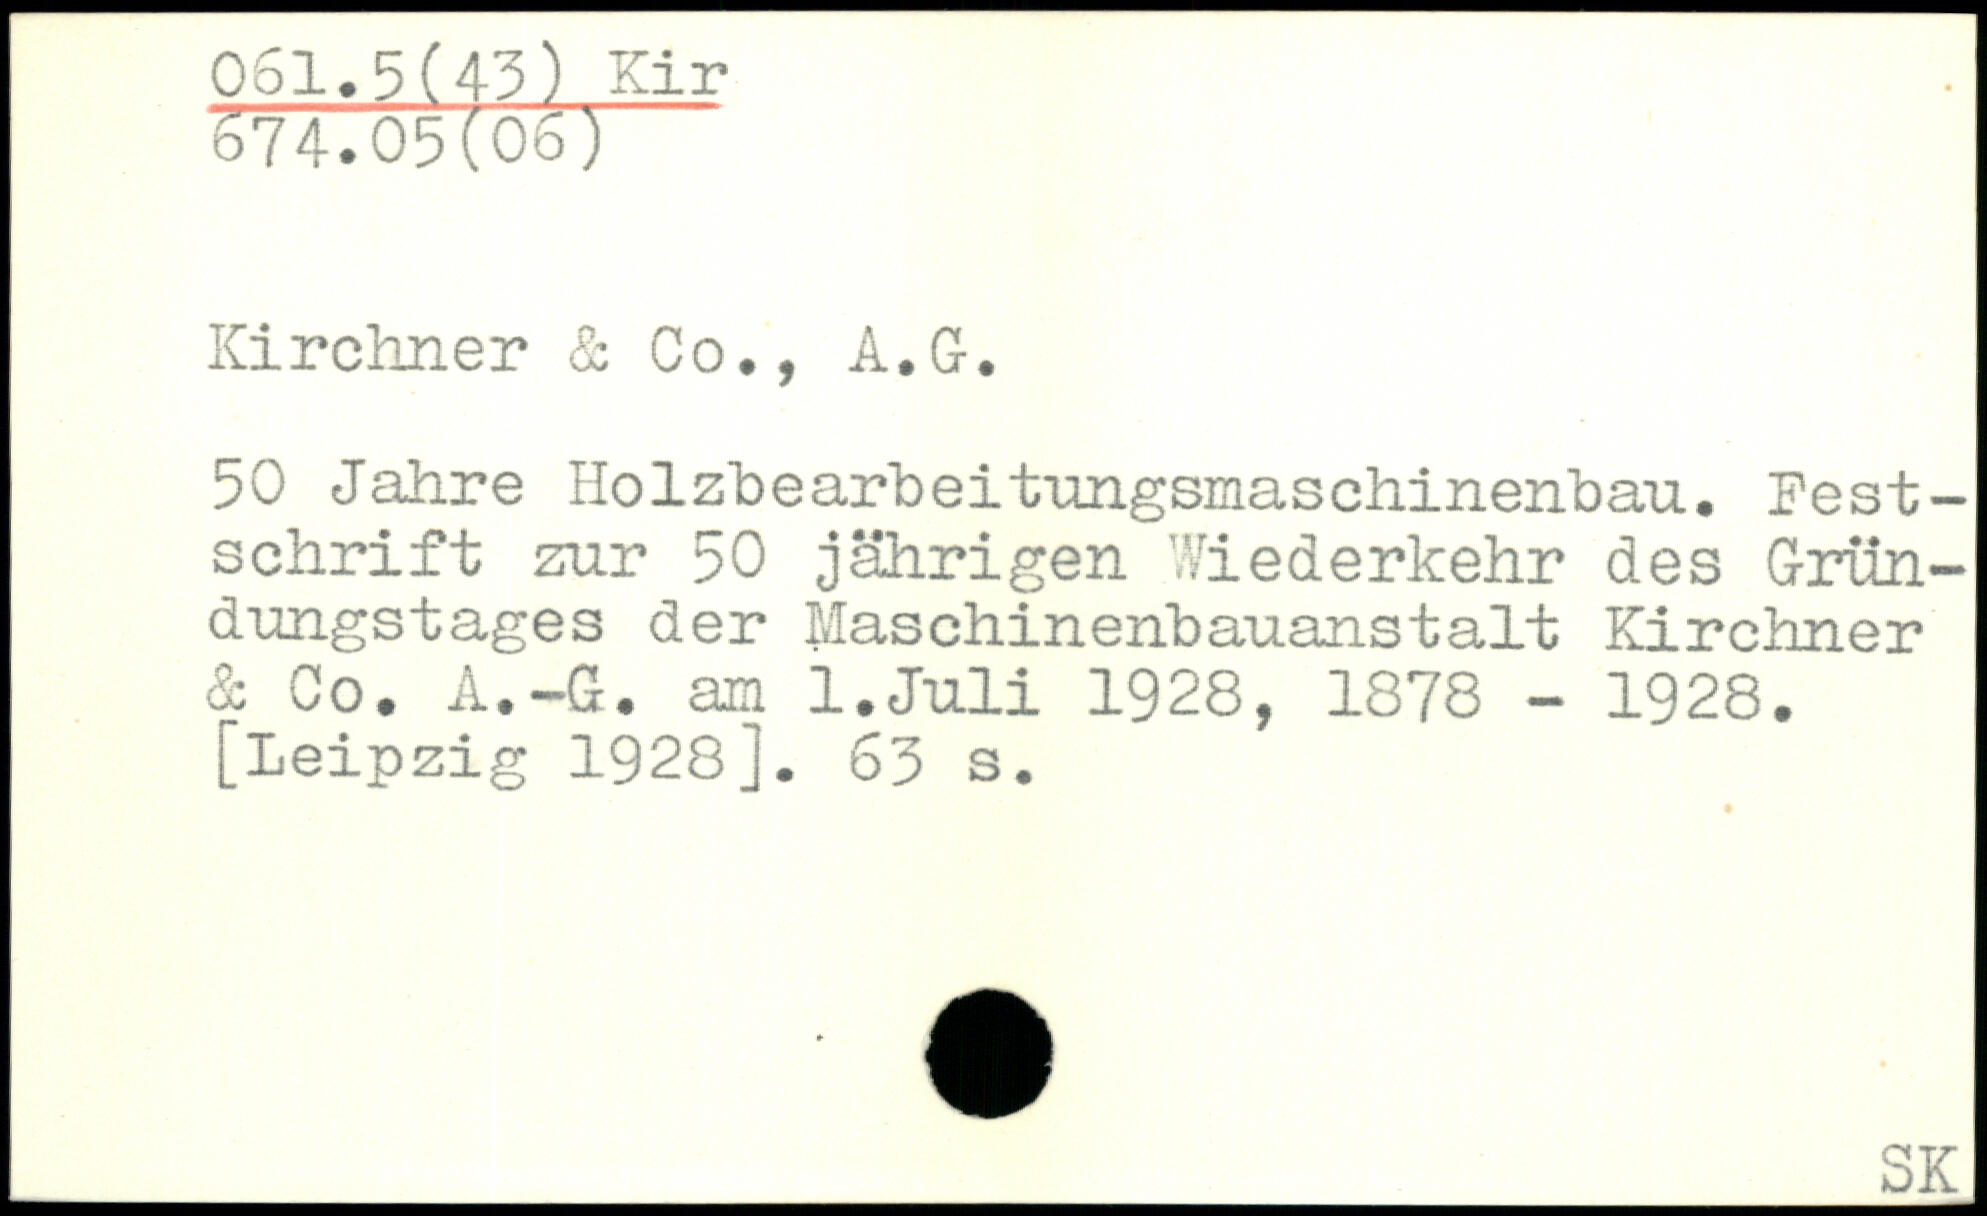 061.5(43) Kir
674.05(06)
Kirchner & Co., A.G.
50 Jahre Holzbearbeitungsmaschinenbau. Fest-
schrift zur 50 jährigen Wiederkehr des Grün-
dungstages der Maschinenbauanstalt Kirchner
& Co. A.-G. am 1.Juli 1928, 1878 - 1928.
[Leipzig 1928]. 63 s.
SK